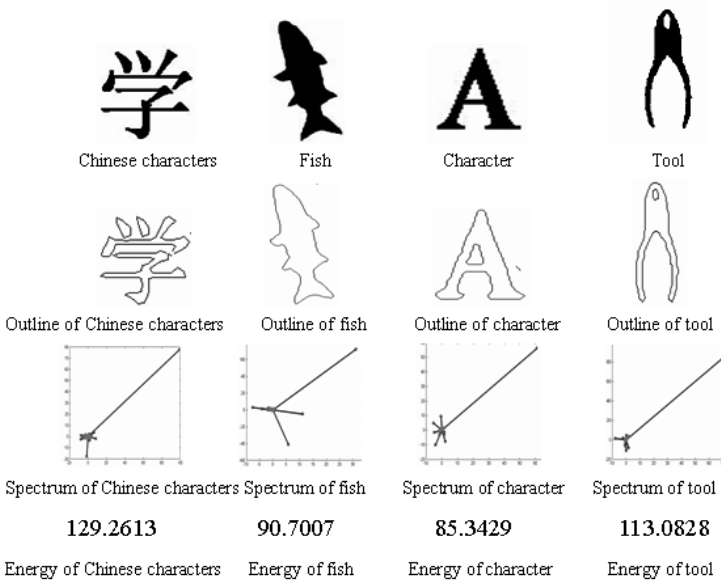 学
A
Chinese characters
Fish
Character
Tool
学
A
Outline of Chinese characters
Outline of fish
Outline of character
Outline of tool
Spectrum of Chinese characters
Spectrum of fish
Spectrum of character
Spectrum of tool
129.2613
90.7007
85.3429
113.0828
Energy of Chinese characters
Energy of fish
Energy of character
Energy of tool